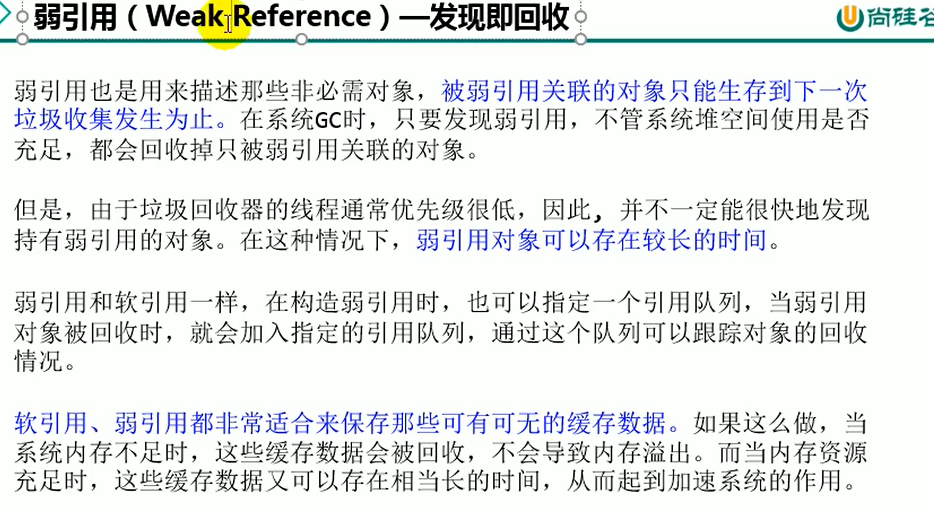 弱引用（Weak Reference）—发现即回收
尚硅谷
弱引用也是用来描述那些非必需对象，被弱引用关联的对象只能生存到下一次
垃圾收集发生为止。在系统GC时，只要发现弱引用，不管系统堆空间使用是否
充足，都会回收掉只被弱引用关联的对象。
但是，由于垃圾回收器的线程通常优先级很低，因此，并不一定能很快地发现
持有弱引用的对象。在这种情况下，弱引用对象可以存在较长的时间。
弱引用和软引用一样，在构造弱引用时，也可以指定一个引用队列，当弱引用
对象被回收时，就会加入指定的引用队列，通过这个队列可以跟踪对象的回收
情况。
软引用、弱引用都非常适合来保存那些可有可无的缓存数据。如果这么做，当
系统内存不足时，这些缓存数据会被回收，不会导致内存溢出。而当内存资源
充足时，这些缓存数据又可以存在相当长的时间，从而起到加速系统的作用。